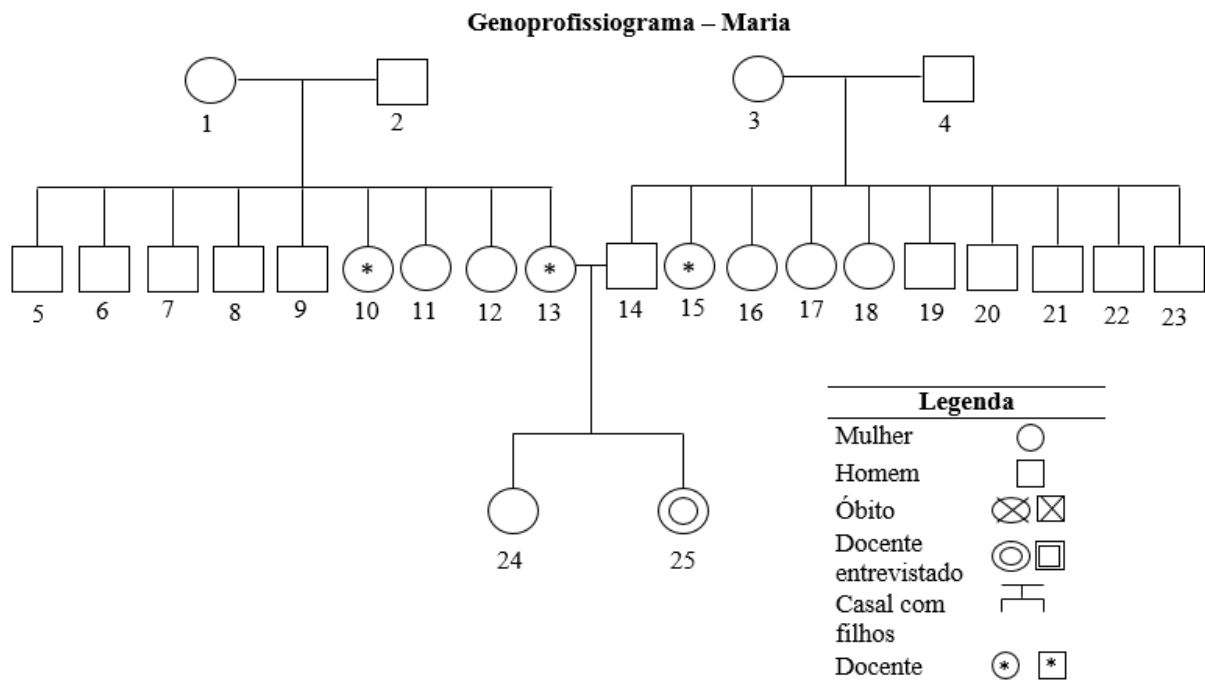 Genoprofissiograma – Maria
1 2 3 4
* * *
5 6 7 8 9 10 11 12 13 14 15 16 17 18 19 20 21 22 23
Legenda
Mulher
Homem
Óbito
24 25
Docente
entrevistado
Casal com
filhos
Docente * *